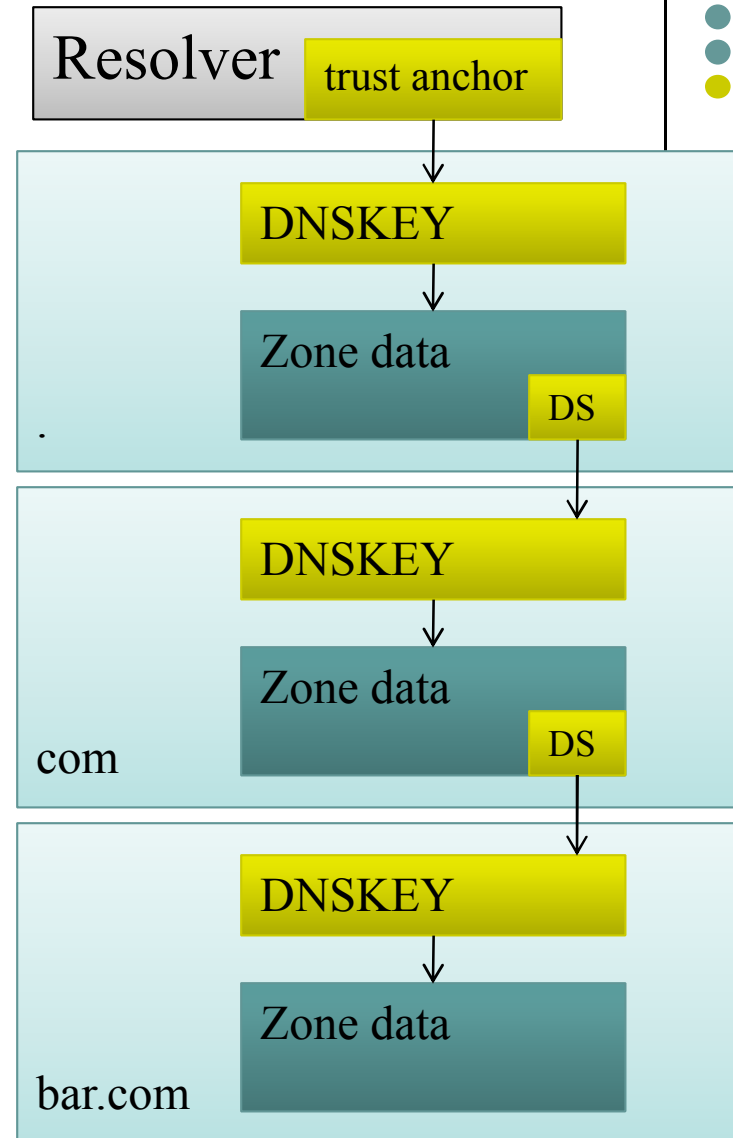 Resolver
trust anchor
DNSKEY
Zone data
DS
.
DNSKEY
Zone data
DS
com
DNSKEY
Zone data
bar.com